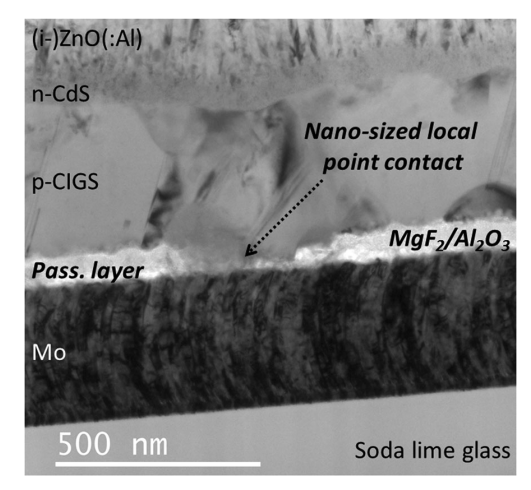 (i-)ZnO(:Al)
n-CdS
Nano-sized local
point contact
p-CIGS
MgF₂/Al₂O₃
Pass. layer
Mo
500 nm
Soda lime glass